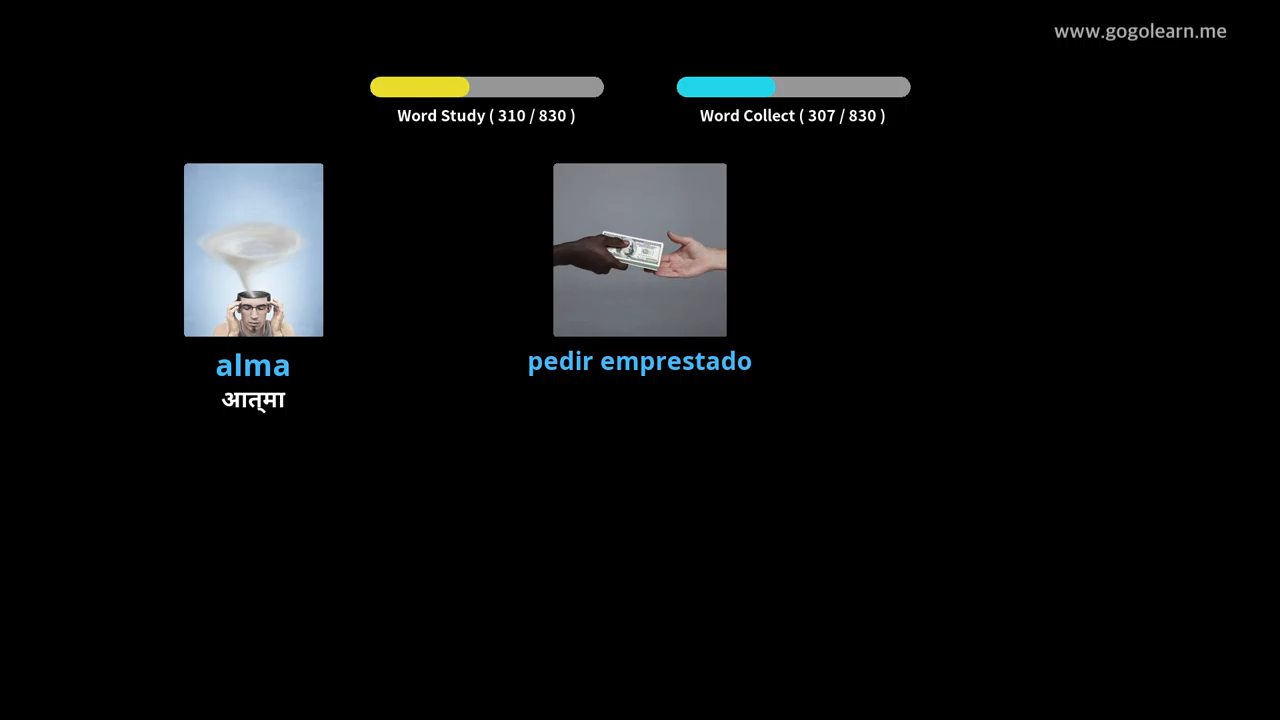 www.gogolearn.me
Word Study ( 310 / 830 )
Word Collect ( 307 / 830 )
alma
आत्‌मा
pedir emprestado